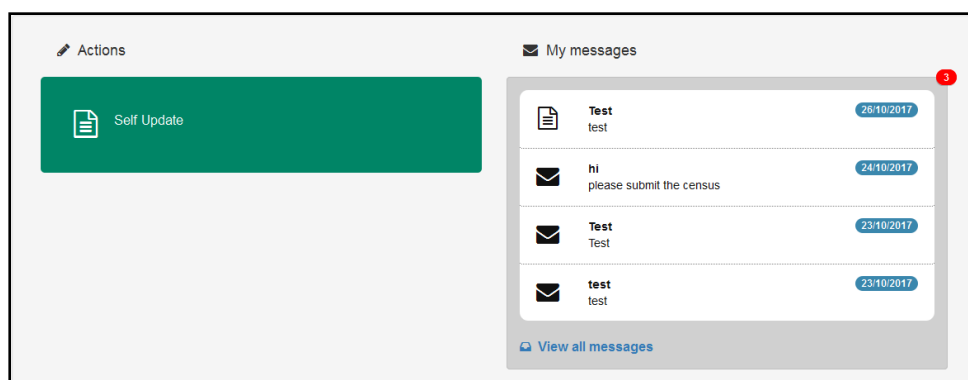 Actions
Self Update
My messages
3
Test
26/10/2017
test
hi
24/10/2017
please submit the census
Test
23/10/2017
Test
test
23/10/2017
test
View all messages